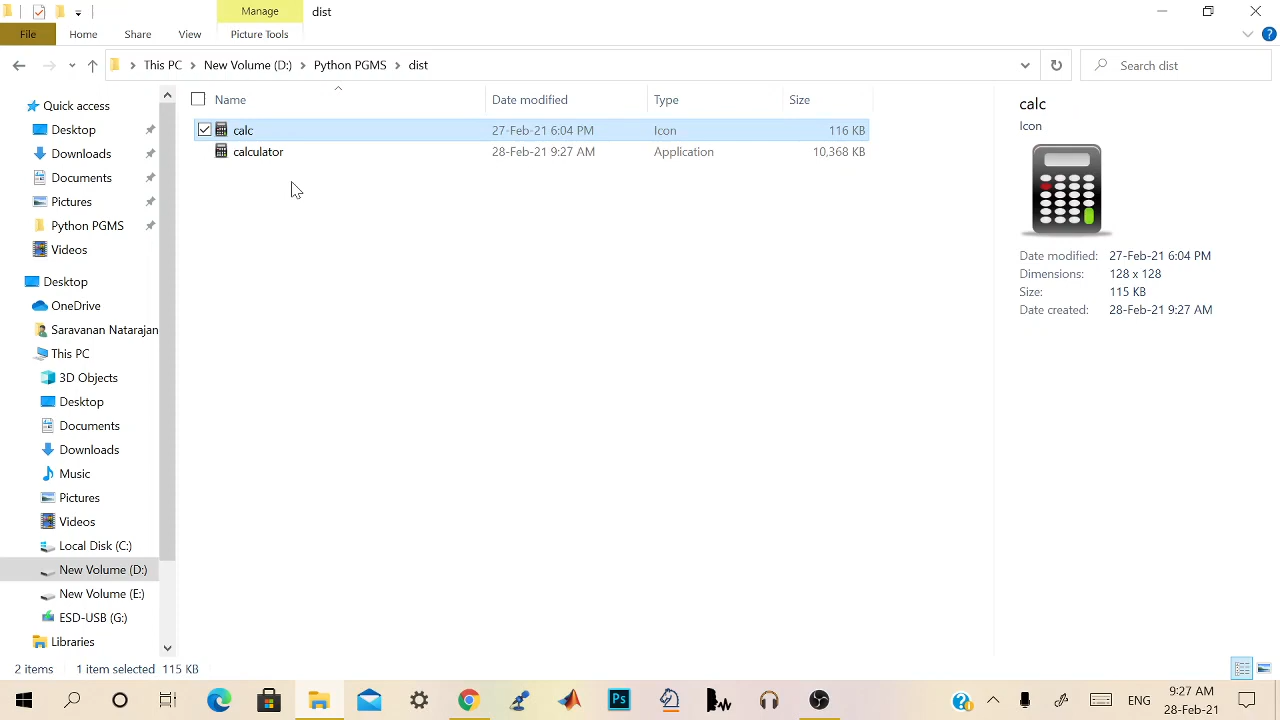 Manage
dist
File
Home
Share
View
Picture Tools
This PC
New Volume (D:)
Python PGMS
dist
Search dist
Name
Date modified
Type
Size
calc
27-Feb-21 6:04 PM
Icon
116 KB
calculator
28-Feb-21 9:27 AM
Application
10,368 KB
Quick access
Desktop
Downloads
Documents
Pictures
Python PGMS
Videos
Desktop
OneDrive
Saravanan Natarajan
This PC
3D Objects
Desktop
Documents
Downloads
Music
Pictures
Videos
Local Disk (C:)
New Volume (D:)
New Volume (E:)
ESD-USB (G:)
Libraries
calc
Icon
Date modified: 27-Feb-21 6:04 PM
Dimensions: 128 x 128
Size: 115 KB
Date created: 28-Feb-21 9:27 AM
2 items
1 item selected 115 KB
Ps
ENG
9:27 AM
28-Feb-21